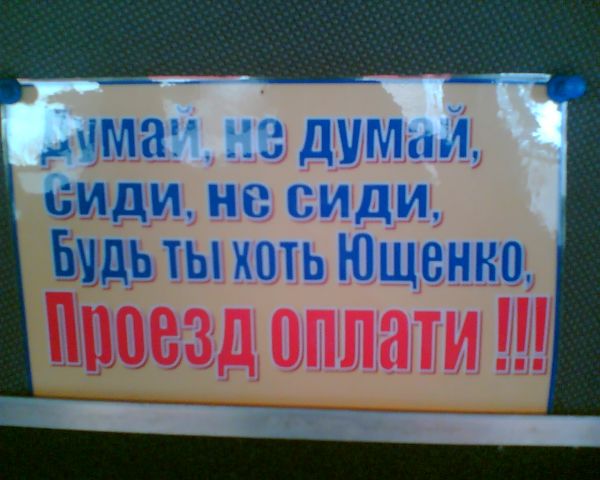 Думай, не думай,
Сиди, не сиди,
Будь ты хоть Ющенко,
Проезд оплати !!!